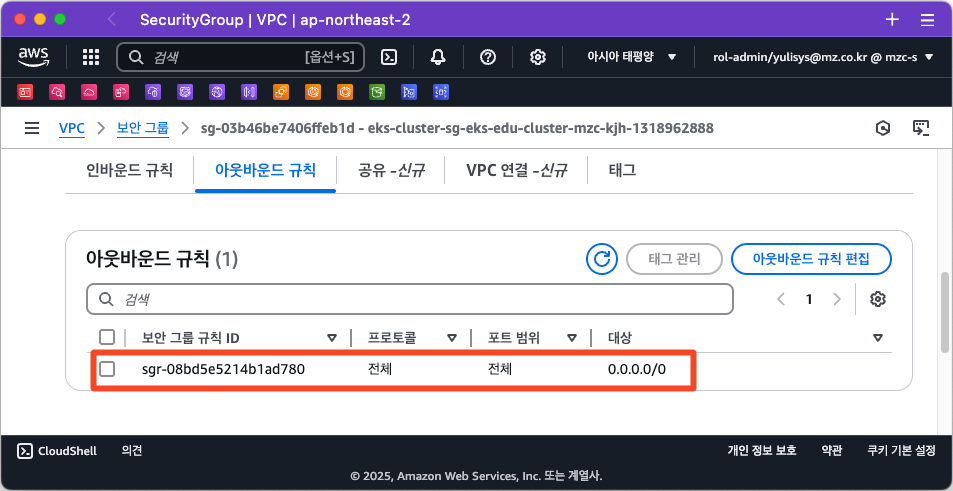 SecurityGroup | VPC | ap-northeast-2
aws
검색
[옵션+S]
아시아 태평양
rol-admin/yulisys@mz.co.kr @ mzc-s
VPC > 보안 그룹 > sg-03b46be7406ffeb1d - eks-cluster-sg-eks-edu-cluster-mzc-kjh-1318962888
인바운드 규칙
아웃바운드 규칙
공유 -신규
VPC 연결 -신규
태그
아웃바운드 규칙 (1)
태그 관리
아웃바운드 규칙 편집
검색
1
보안 그룹 규칙 ID
프로토콜
포트 범위
대상
sgr-08bd5e5214b1ad780
전체
전체
0.0.0.0/0
CloudShell
의견
개인 정보 보호
약관
쿠키 기본 설정
© 2025, Amazon Web Services, Inc. 또는 계열사.